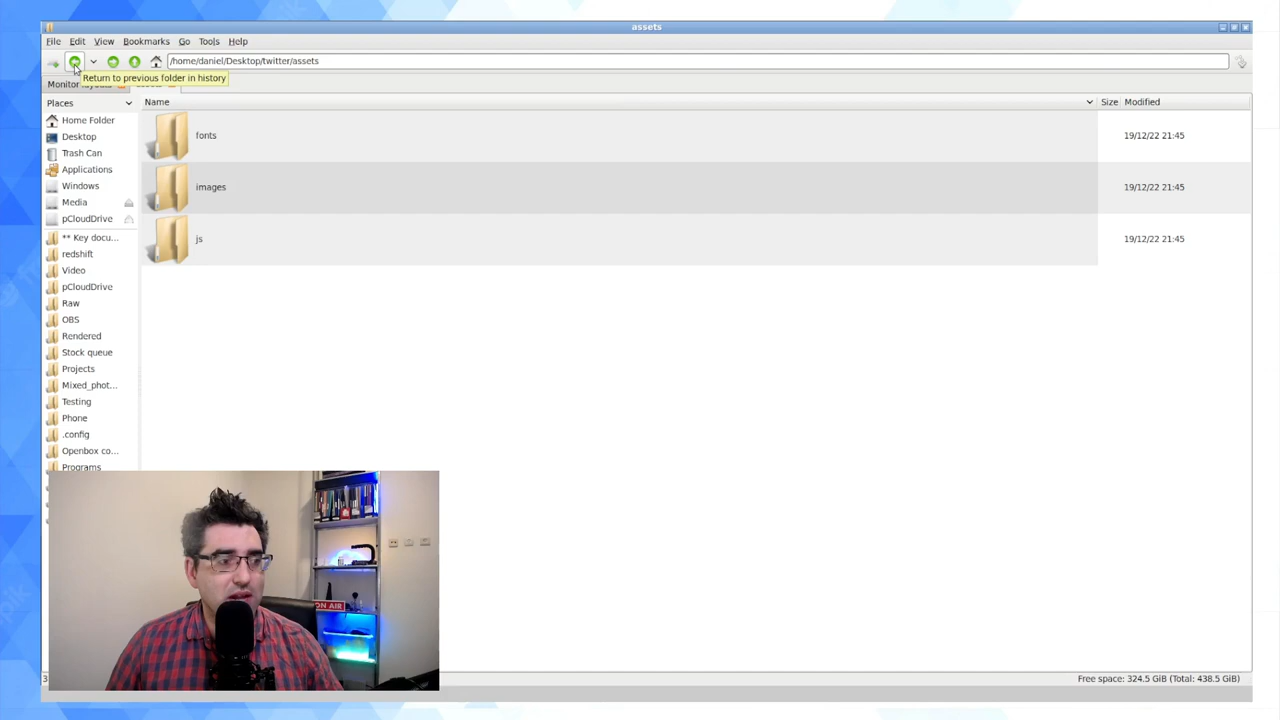 assets
File Edit View Bookmarks Go Tools Help
/home/daniel/Desktop/twitter/assets
Return to previous folder in history
Places
Name Size Modified
Home Folder
Desktop
Trash Can
Applications
Windows
Media
pCloudDrive
** Key docu...
redshift
Video
pCloudDrive
Raw
OBS
Rendered
Stock queue
Projects
Mixed_phot...
Testing
Phone
.config
Openbox co...
Programs
fonts 19/12/22 21:45
images 19/12/22 21:45
js 19/12/22 21:45
ON AIR
Free space: 324.5 GiB (Total: 438.5 GiB)